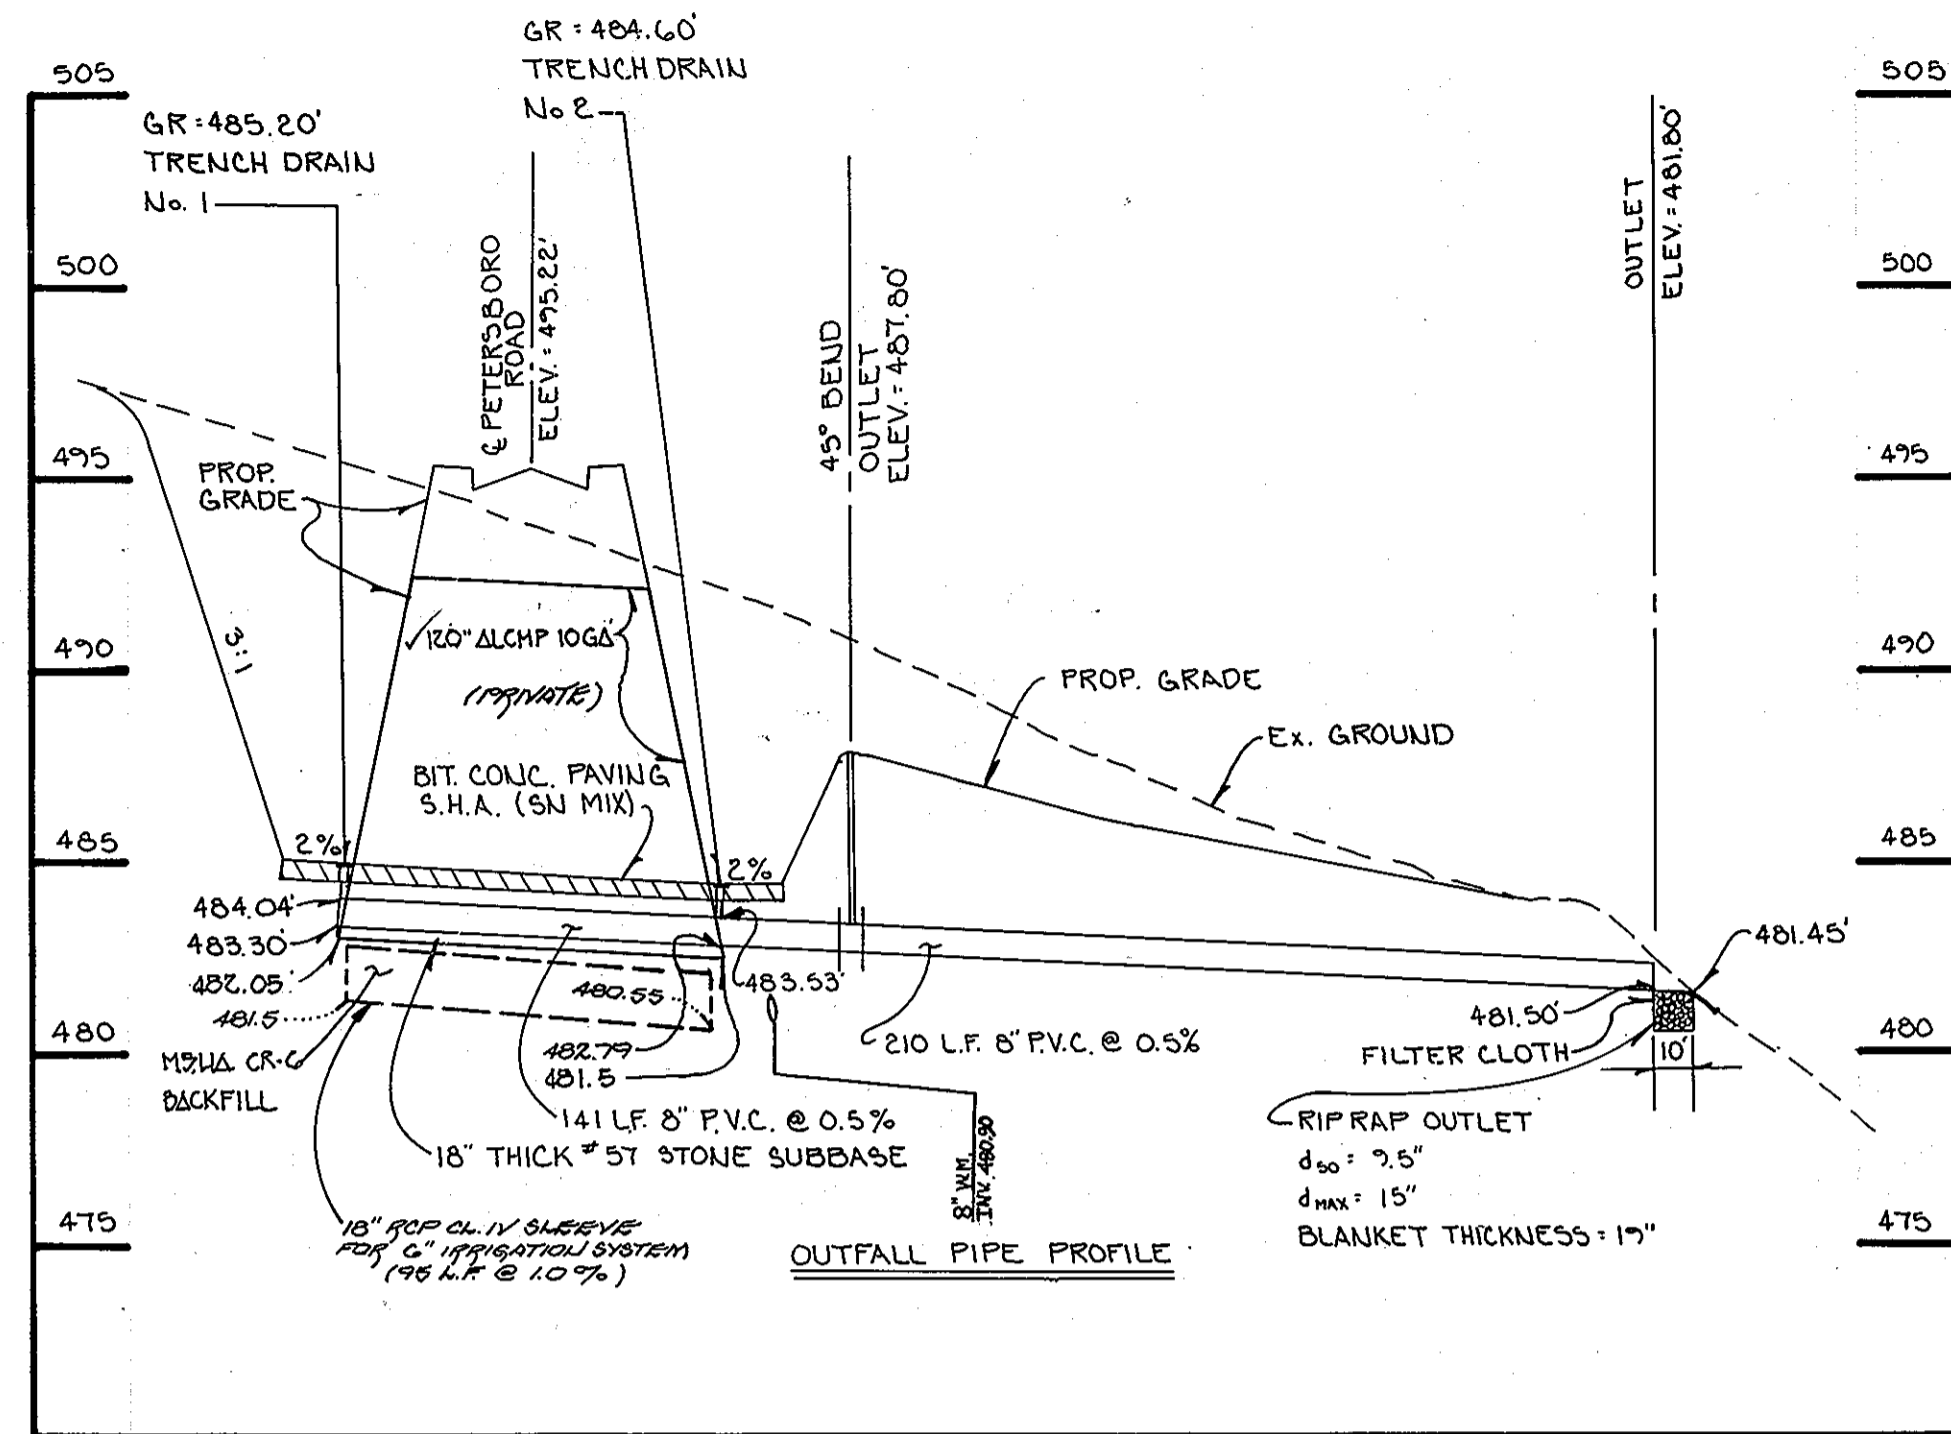 GR = 484.60'
TRENCH DRAIN
No 2
505
505
GR = 485.20'
TRENCH DRAIN
No. 1
500
500
℄ PETERSBORO
ROAD
ELEV. = 495.22'
45° BEND
OUTLET
ELEV. = 487.80'
OUTLET
ELEV. = 481.80'
495
495
PROP.
GRADE
490
490
3:1
120" ALCMP 10GA
(PRIVATE)
PROP. GRADE
EX. GROUND
BIT. CONC. PAVING
S.H.A. (SN MIX)
485
485
2%
2%
484.04'
483.30'
482.05'
481.5
480.55
483.53'
481.45'
481.50'
480
480
482.79
481.5
210 L.F. 8" P.V.C. @ 0.5%
FILTER CLOTH
10'
CR-6
BACKFILL
141 L.F. 8" P.V.C. @ 0.5%
18" THICK #57 STONE SUBBASE
8" W.M.
INV. 480.90
RIPRAP OUTLET
d50 = 9.5"
dMAX = 15"
BLANKET THICKNESS = 19"
475
475
18" RCP CL. IV SLEEVE
FOR 6" IRRIGATION SYSTEM
(95 L.F. @ 1.0%)
OUTFALL PIPE PROFILE